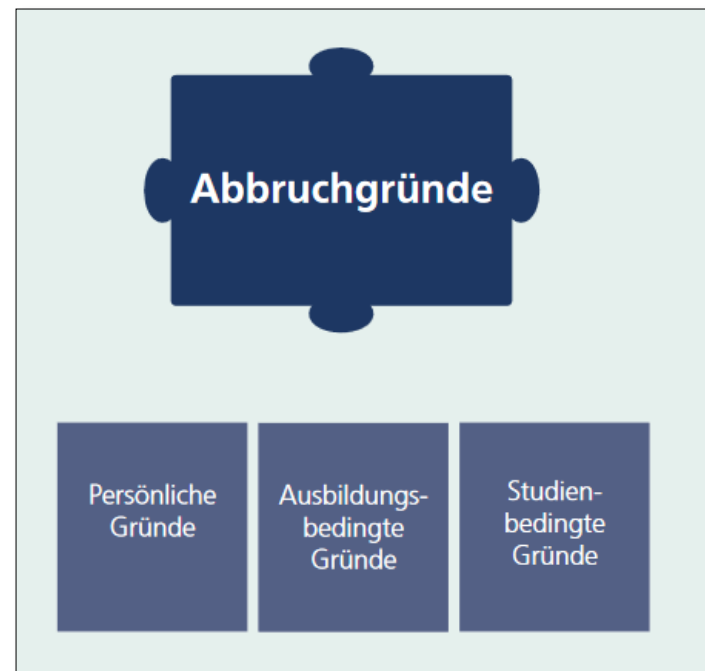 Abbruchgründe
Persönliche
Gründe
Ausbildungs-
bedingte
Gründe
Studien-
bedingte
Gründe